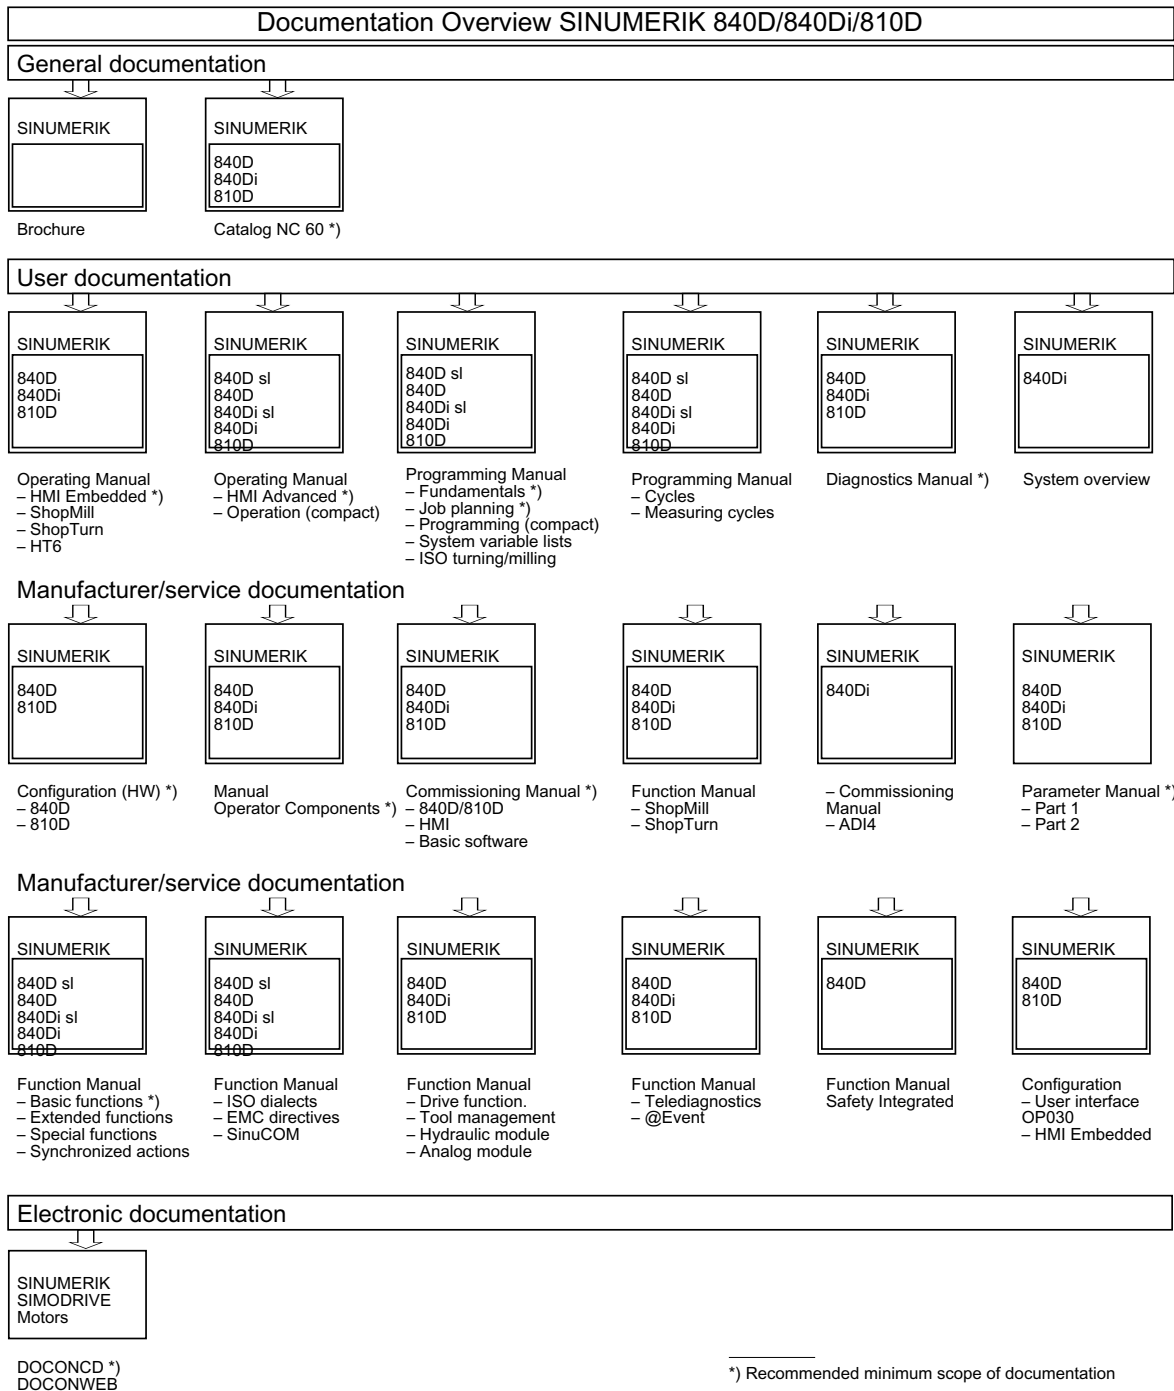 Documentation Overview SINUMERIK 840D/840Di/810D
General documentation
SINUMERIK
Brochure
SINUMERIK
840D
840Di
810D
Catalog NC 60 *)
User documentation
SINUMERIK
840D
840Di
810D
Operating Manual
– HMI Embedded *)
– ShopMill
– ShopTurn
– HT6
SINUMERIK
840D sl
840D
840Di sl
840Di
810D
Operating Manual
– HMI Advanced *)
– Operation (compact)
SINUMERIK
840D sl
840D
840Di sl
840Di
810D
Programming Manual
– Fundamentals *)
– Job planning *)
– Programming (compact)
– System variable lists
– ISO turning/milling
SINUMERIK
840D sl
840D
840Di sl
840Di
810D
Programming Manual
– Cycles
– Measuring cycles
SINUMERIK
840D
840Di
810D
Diagnostics Manual *)
SINUMERIK
840Di
System overview
Manufacturer/service documentation
SINUMERIK
840D
810D
Configuration (HW) *)
– 840D
– 810D
SINUMERIK
840D
840Di
810D
Manual
Operator Components *)
SINUMERIK
840D
840Di
810D
Commissioning Manual *)
– 840D/810D
– HMI
– Basic software
SINUMERIK
840D
840Di
810D
Function Manual
– ShopMill
– ShopTurn
SINUMERIK
840Di
– Commissioning
Manual
– ADI4
SINUMERIK
840D
840Di
810D
Parameter Manual *)
– Part 1
– Part 2
Manufacturer/service documentation
SINUMERIK
840D sl
840D
840Di sl
840Di
810D
Function Manual
– Basic functions *)
– Extended functions
– Special functions
– Synchronized actions
SINUMERIK
840D sl
840D
840Di sl
840Di
810D
Function Manual
– ISO dialects
– EMC directives
– SinuCOM
SINUMERIK
840D
840Di
810D
Function Manual
– Drive function.
– Tool management
– Hydraulic module
– Analog module
SINUMERIK
840D
840Di
810D
Function Manual
– Telediagnostics
– @Event
SINUMERIK
840D
Function Manual
Safety Integrated
SINUMERIK
840D
810D
Configuration
– User interface
OP030
– HMI Embedded
Electronic documentation
SINUMERIK
SIMODRIVE
Motors
DOCONCD *)
DOCONWEB
*) Recommended minimum scope of documentation